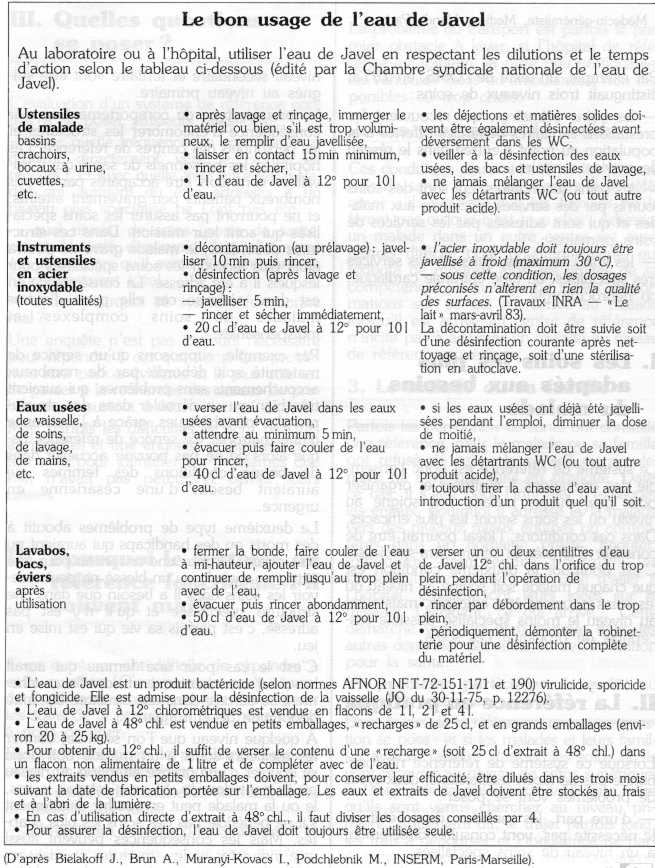 Le bon usage de l'eau de Javel
Au laboratoire ou à l'hôpital, utiliser l'eau de Javel en respectant les dilutions et le temps
d'action selon le tableau ci-dessous (édité par la Chambre syndicale nationale de l'eau de
Javel).
Ustensiles
de malade
bassins
crachoirs,
bocaux à urine,
cuvettes,
etc.
• après lavage et rinçage, immerger le
matériel ou bien, s'il est trop volumi-
neux, le remplir d'eau javellisée,
• laisser en contact 15 min minimum,
• rincer et sécher,
• 1 l d'eau de Javel à 12° pour 10 l
d'eau.
• les déjections et matières solides doi-
vent être également désinfectées avant
déversement dans les WC,
• veiller à la désinfection des eaux
usées, des bacs et ustensiles de lavage,
• ne jamais mélanger l'eau de Javel
avec les détartrants WC (ou tout autre
produit acide).
Instruments
et ustensiles
en acier
inoxydable
(toutes qualités)
• décontamination (au prélavage) : javel-
liser 10 min puis rincer,
• désinfection (après lavage et
rinçage) :
— javelliser 5 min,
— rincer et sécher immédiatement,
• 20 cl d'eau de Javel à 12° pour 10 l
d'eau.
• l'acier inoxydable doit toujours être
javellisé à froid (maximum 30 °C),
— sous cette condition, les dosages
préconisés n'altèrent en rien la qualité
des surfaces. (Travaux INRA — « Le
lait » mars-avril 83).
La décontamination doit être suivie soit
d'une désinfection courante après net-
toyage et rinçage, soit d'une stérilisa-
tion en autoclave.
Eaux usées
de vaisselle,
de soins,
de lavage,
de mains,
etc.
• verser l'eau de Javel dans les eaux
usées avant évacuation,
• attendre au minimum 5 min,
• évacuer puis faire couler de l'eau
pour rincer,
• 40 cl d'eau de Javel à 12° pour 10 l
d'eau.
• si les eaux usées ont déjà été javelli-
sées pendant l'emploi, diminuer la dose
de moitié,
• ne jamais mélanger l'eau de Javel
avec les détartrants WC (ou tout autre
produit acide),
• toujours tirer la chasse d'eau avant
introduction d'un produit quel qu'il soit.
Lavabos,
bacs,
éviers
après
utilisation
• fermer la bonde, faire couler de l'eau
à mi-hauteur, ajouter l'eau de Javel et
continuer de remplir jusqu'au trop plein
avec de l'eau,
• évacuer puis rincer abondamment,
• 50 cl d'eau de Javel à 12° pour 10 l
d'eau.
• verser un ou deux centilitres d'eau
de Javel 12° chl. dans l'orifice du trop
plein pendant l'opération de
désinfection,
• rincer par débordement dans le trop
plein,
• périodiquement, démonter la robinet-
terie pour une désinfection complète
du matériel.
• L'eau de Javel est un produit bactéricide (selon normes AFNOR NF T-72-151-171 et 190) virulicide, sporicide
et fongicide. Elle est admise pour la désinfection de la vaisselle (JO du 30-11-75, p. 12276).
• L'eau de Javel à 12° chlorométriques est vendue en flacons de 1 l, 2 l et 4 l.
• L'eau de Javel à 48° chl. est vendue en petits emballages, « recharges » de 25 cl, et en grands emballages (envi-
ron 20 à 25 kg).
• Pour obtenir du 12° chl., il suffit de verser le contenu d'une « recharge » (soit 25 cl d'extrait à 48° chl.) dans
un flacon non alimentaire de 1 litre et de compléter avec de l'eau.
• les extraits vendus en petits emballages doivent, pour conserver leur efficacité, être dilués dans les trois mois
suivant la date de fabrication portée sur l'emballage. Les eaux et extraits de Javel doivent être stockés au frais
et à l'abri de la lumière.
• En cas d'utilisation directe d'extrait à 48° chl., il faut diviser les dosages conseillés par 4.
• Pour assurer la désinfection, l'eau de Javel doit toujours être utilisée seule.
(D'après Bielakoff J., Brun A., Muranyi-Kovacs I., Podchlebnik M., INSERM, Paris-Marseille).